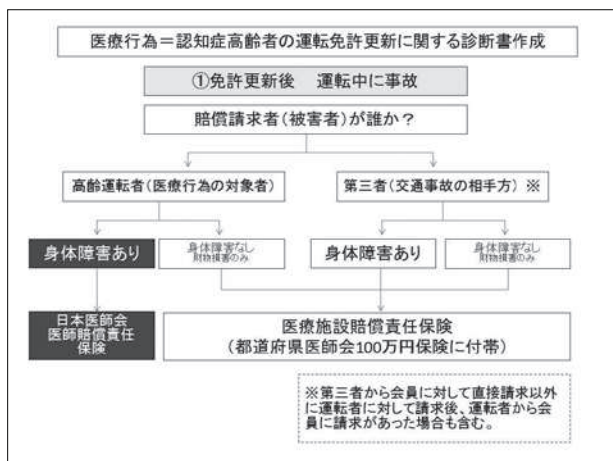 医療行為＝認知症高齢者の運転免許更新に関する診断書作成
①免許更新後　運転中に事故
賠償請求者(被害者)が誰か？
高齢運転者(医療行為の対象者)
第三者(交通事故の相手方) ※
身体障害あり
身体障害なし
財物損害のみ
身体障害あり
身体障害なし
財物損害のみ
日本医師会
医師賠償責任
保険
医療施設賠償責任保険
(都道府県医師会100万円保険に付帯)
※第三者から会員に対して直接請求以外
に運転者に対して請求後、運転者から会
員に請求があった場合も含む。